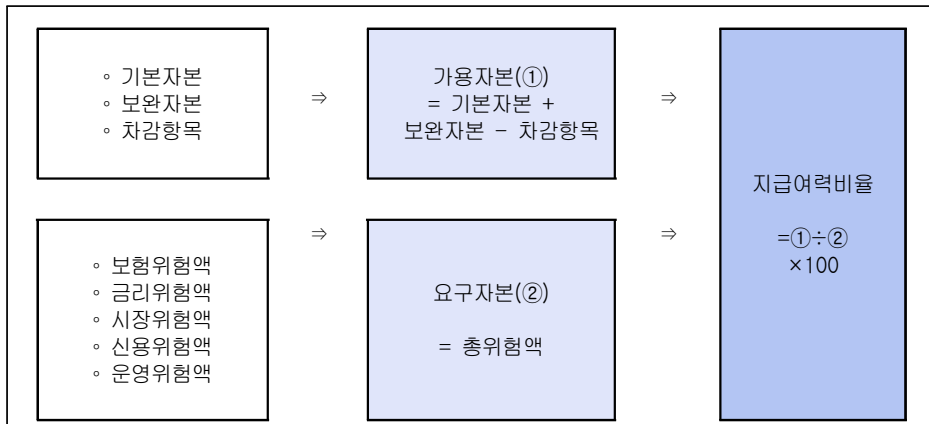 ◦ 기본자본
◦ 보완자본
◦ 차감항목
⇒
가용자본(①)
= 기본자본 +
보완자본 - 차감항목
⇒
◦ 보험위험액
◦ 금리위험액
◦ 시장위험액
◦ 신용위험액
◦ 운영위험액
⇒
요구자본(②)
= 총위험액
⇒
지급여력비율
=①÷②
×100